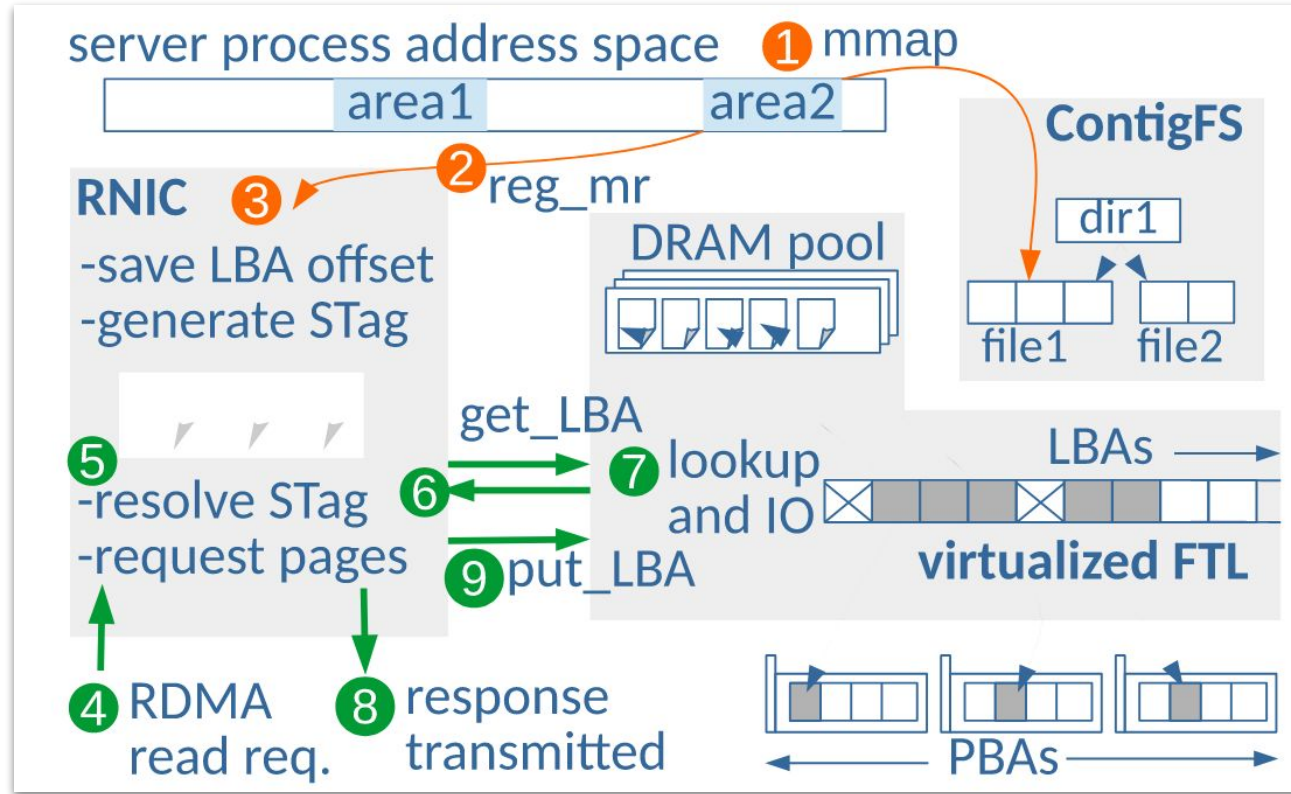 server process address space
1 mmap
area1
area2
ContigFS
2 reg_mr
RNIC 3
-save LBA offset
-generate STag
DRAM pool
dir1
file1
file2
get_LBA
5
-resolve STag
-request pages
6
7 lookup
and IO
LBAs
9 put_LBA
virtualized FTL
4 RDMA
read req.
8 response
transmitted
PBAs